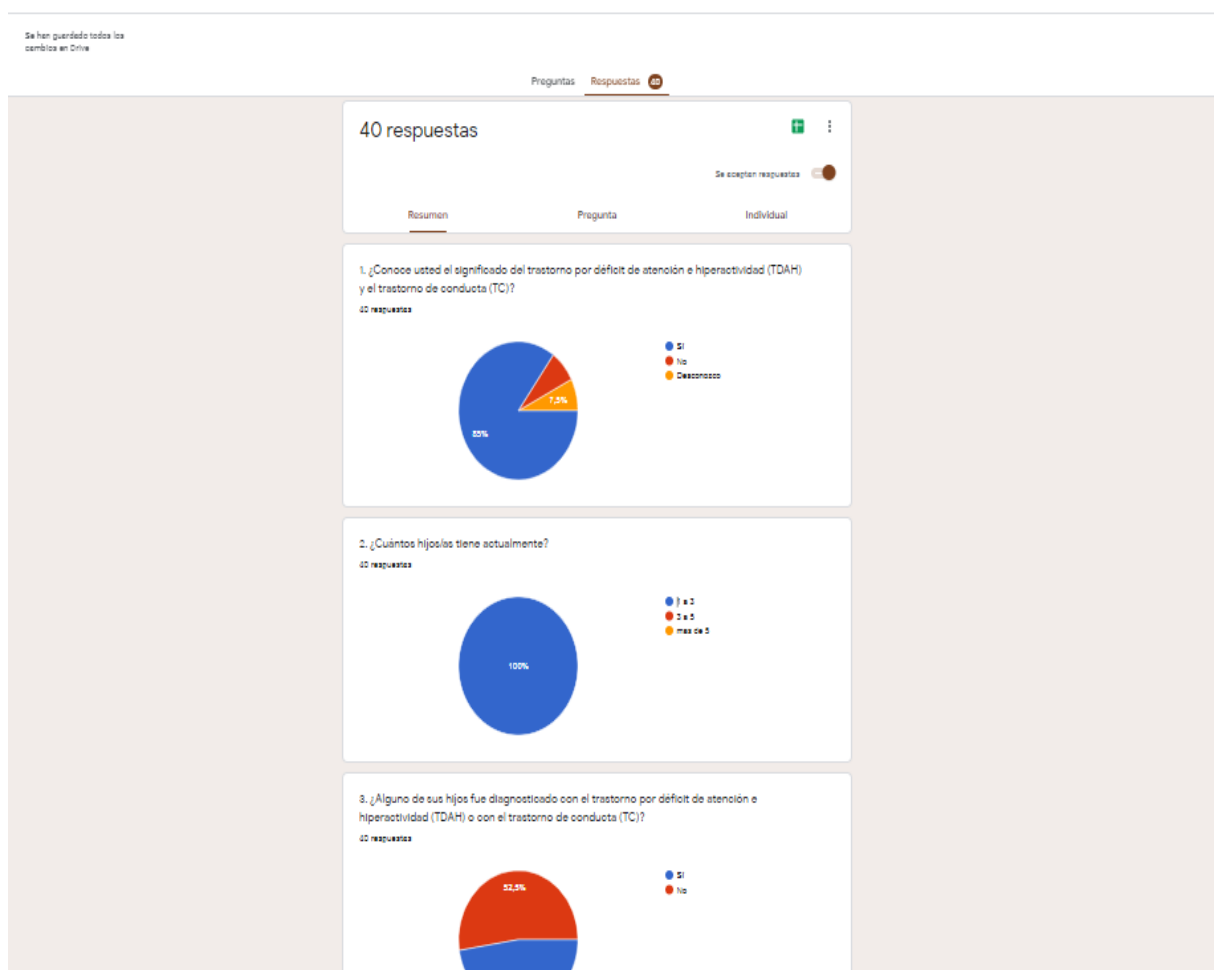 Se han guardado todos los
cambios en Drive
Preguntas Respuestas 40
40 respuestas
Se aceptan respuestas
Resumen Pregunta Individual
1. ¿Conoce usted el significado del trastorno por déficit de atención e hiperactividad (TDAH)
y el trastorno de conducta (TC)?
40 respuestas
Si
No
Desconozco
7,5%
85%
2. ¿Cuántos hijos/as tiene actualmente?
40 respuestas
a 3
3 a 5
mas de 5
100%
3. ¿Alguno de sus hijos fue diagnosticado con el trastorno por déficit de atención e
hiperactividad (TDAH) o con el trastorno de conducta (TC)?
40 respuestas
Si
No
52,5%